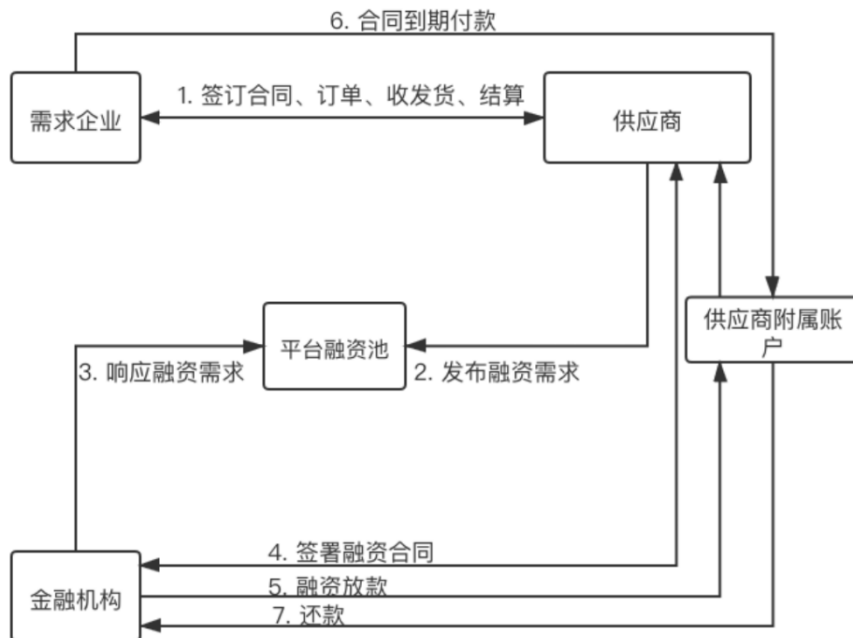 6. 合同到期付款
1. 签订合同、订单、收发货、结算
需求企业
供应商
供应商附属账
户
平台融资池
3. 响应融资需求
2. 发布融资需求
4. 签署融资合同
5. 融资放款
金融机构
7. 还款